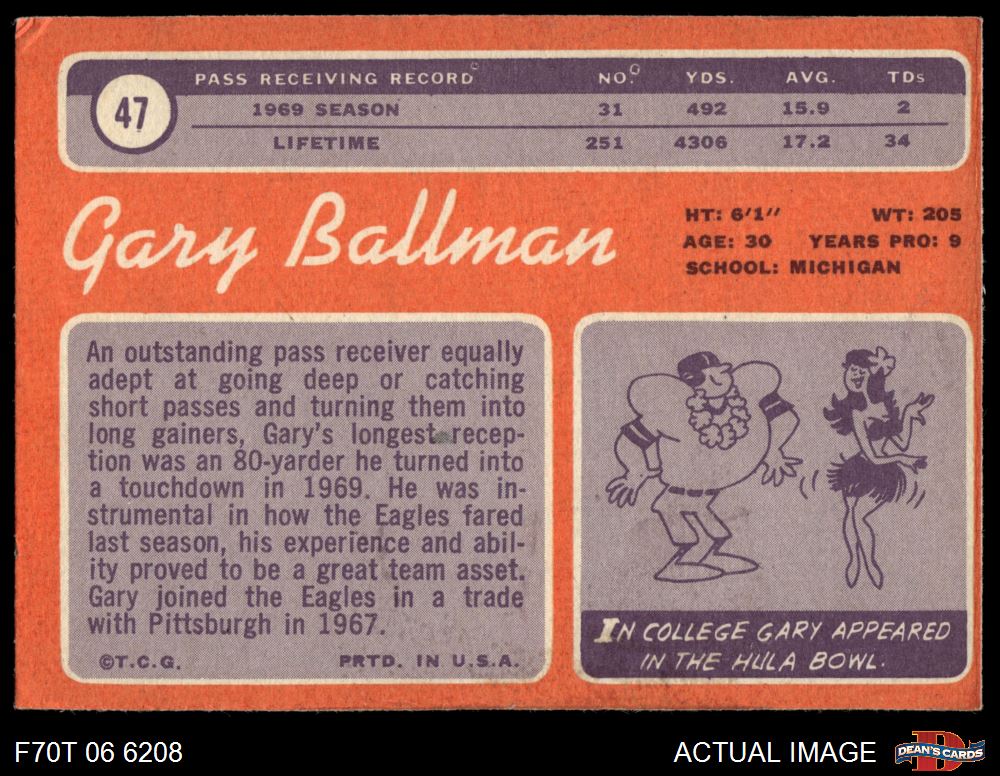 47
PASS RECEIVING RECORD NO. YDS. AVG. TDs
1969 SEASON 31 492 15.9 2
LIFETIME 251 4306 17.2 34
Gary Ballman
HT: 6'1" WT: 205
AGE: 30 YEARS PRO: 9
SCHOOL: MICHIGAN
An outstanding pass receiver equally
adept at going deep or catching
short passes and turning them into
long gainers, Gary's longest recep-
tion was an 80-yarder he turned into
a touchdown in 1969. He was in-
strumental in how the Eagles fared
last season, his experience and abil-
ity proved to be a great team asset.
Gary joined the Eagles in a trade
with Pittsburgh in 1967.
©T.C.G. PRTD. IN U.S.A.
IN COLLEGE GARY APPEARED
IN THE HULA BOWL.
F70T 06 6208
ACTUAL IMAGE
DEAN'S CARDS